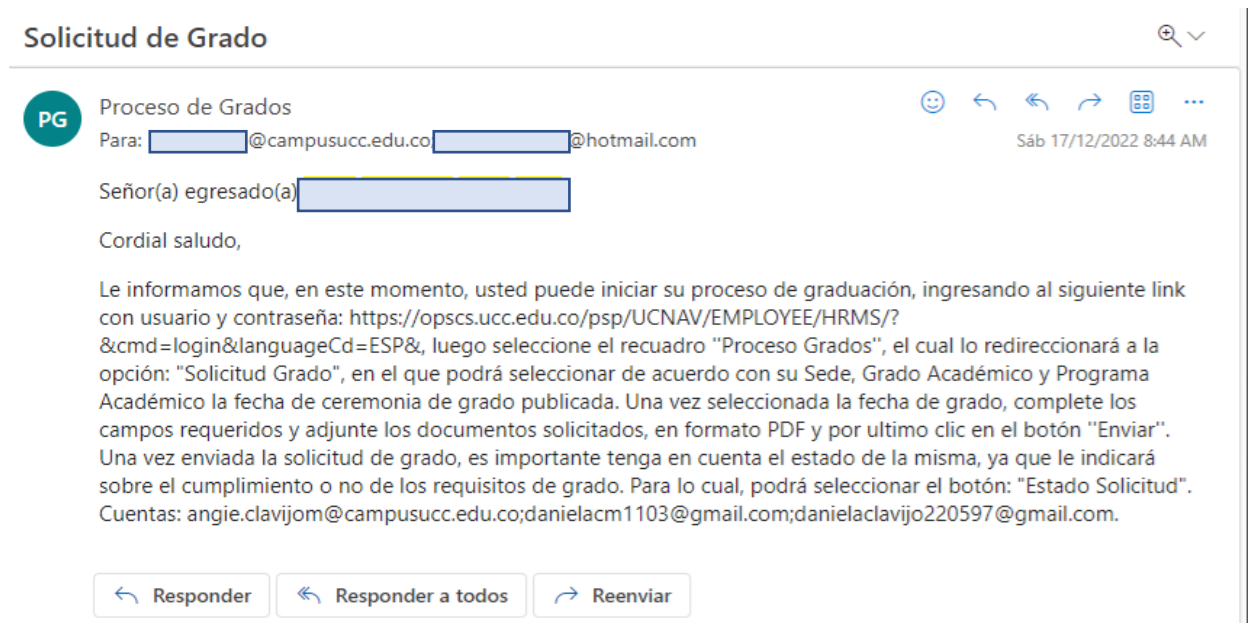 Solicitud de Grado
PG
Proceso de Grados
Para: @campusucc.edu.co; @hotmail.com
Sáb 17/12/2022 8:44 AM
Señor(a) egresado(a)
Cordial saludo,
Le informamos que, en este momento, usted puede iniciar su proceso de graduación, ingresando al siguiente link
con usuario y contraseña: https://opscs.ucc.edu.co/psp/UCNAV/EMPLOYEE/HRMS/?
&cmd=login&languageCd=ESP&, luego seleccione el recuadro ''Proceso Grados'', el cual lo redireccionará a la
opción: "Solicitud Grado", en el que podrá seleccionar de acuerdo con su Sede, Grado Académico y Programa
Académico la fecha de ceremonia de grado publicada. Una vez seleccionada la fecha de grado, complete los
campos requeridos y adjunte los documentos solicitados, en formato PDF y por ultimo clic en el botón ''Enviar''.
Una vez enviada la solicitud de grado, es importante tenga en cuenta el estado de la misma, ya que le indicará
sobre el cumplimiento o no de los requisitos de grado. Para lo cual, podrá seleccionar el botón: "Estado Solicitud".
Cuentas: angie.clavijom@campusucc.edu.co;danielacm1103@gmail.com;danielaclavijo220597@gmail.com.
Responder
Responder a todos
Reenviar